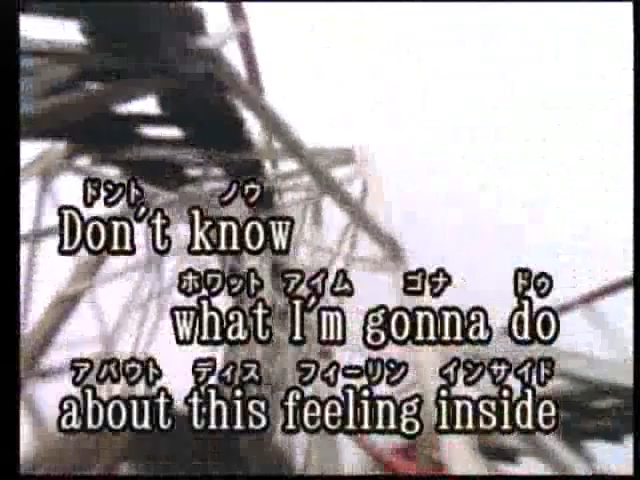 ドント ノウ
Don't know
ホワット アイム ゴナ ドゥ
what I'm gonna do
アバウト ディス フィーリン インサイド
about this feeling inside